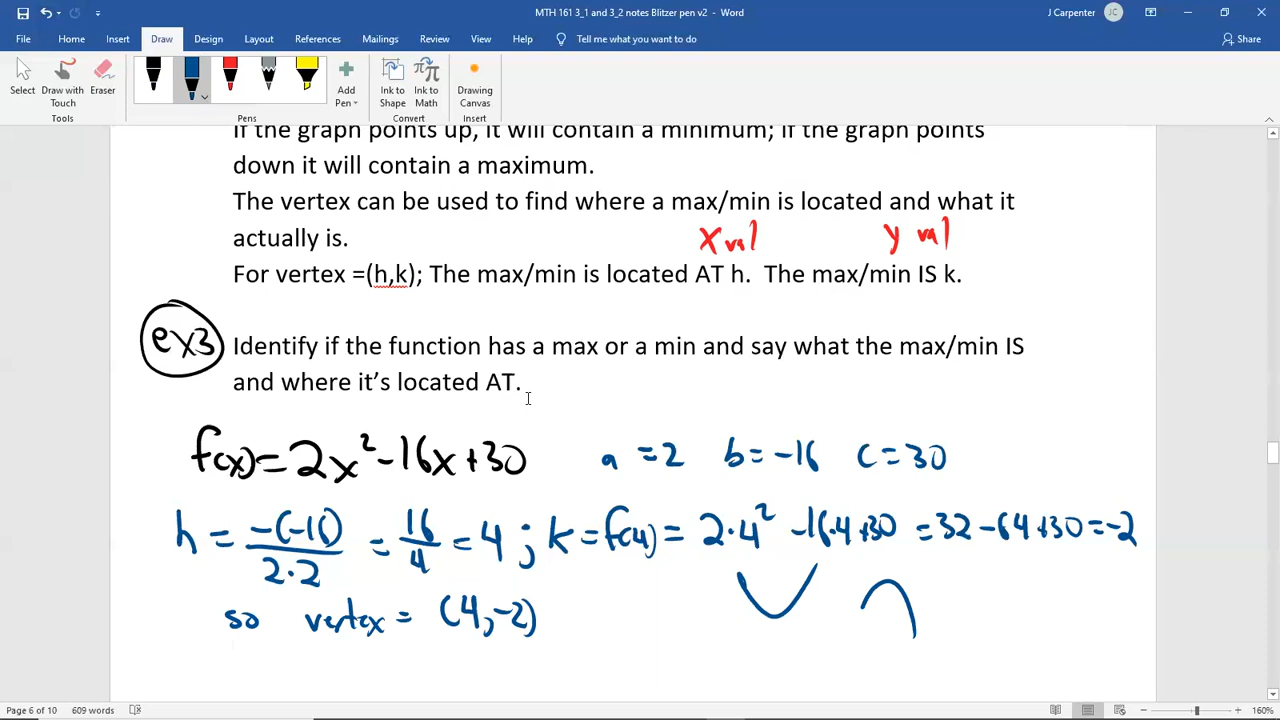 MTH 161 3_1 and 3_2 notes Blitzer pen v2 - Word
J Carpenter JC
File Home Insert Draw Design Layout References Mailings Review View Help Tell me what you want to do Share
Select Draw with Touch Eraser Add Pen Ink to Shape Ink to Math Drawing Canvas
Tools Pens Convert Insert
If the graph points up, it will contain a minimum; if the graph points
down it will contain a maximum.
The vertex can be used to find where a max/min is located and what it
actually is.
x val y val
For vertex =(h,k); The max/min is located AT h. The max/min IS k.
ex3 Identify if the function has a max or a min and say what the max/min IS
and where it's located AT.
f(x)=2x²-16x+30 a=2 b=-16 c=30
h = -(-16)/2·2 = 16/4 = 4; k=f(4)= 2·4² -16·4+30 =32-64+30=-2
so vertex = (4,-2)
Page 6 of 10 609 words 160%